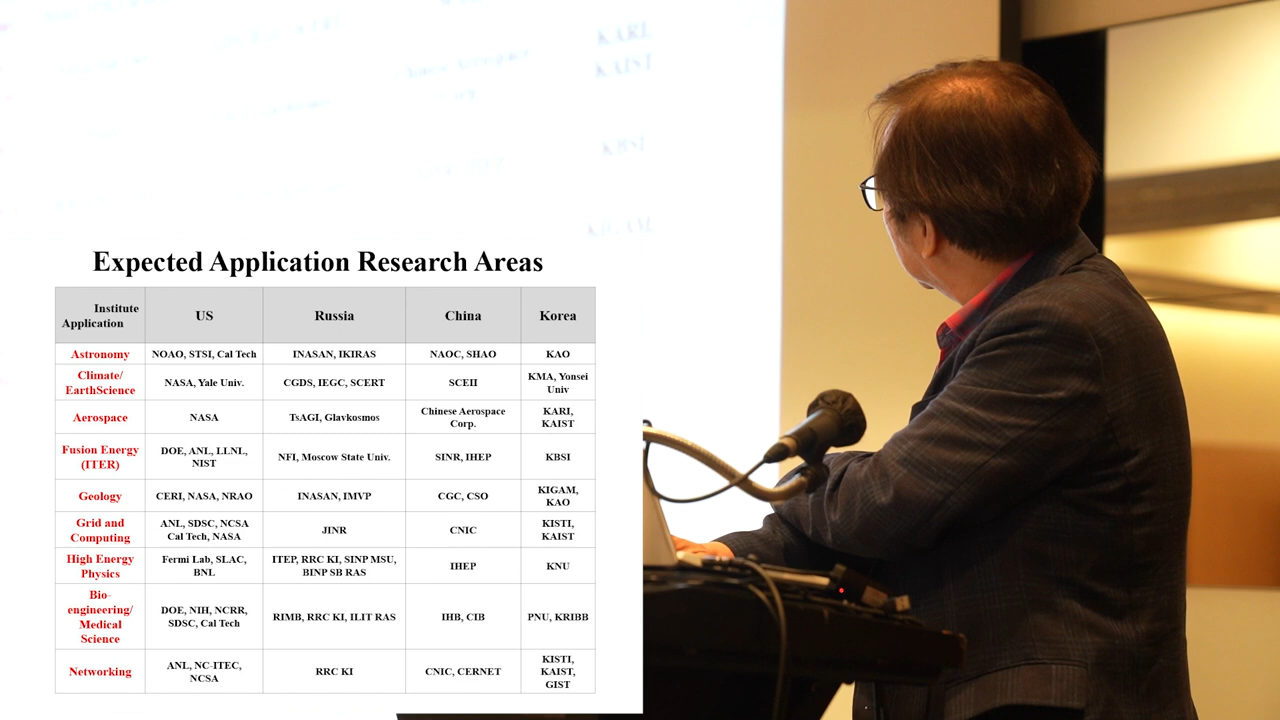 KARI,
KAIST
KBSI
KIGAM,
Expected Application Research Areas
Institute
Application
US
Russia
China
Korea
Astronomy
NOAO, STSI, Cal Tech
INASAN, IKIRAS
NAOC, SHAO
KAO
Climate/
EarthScience
NASA, Yale Univ.
CGDS, IEGC, SCERT
SCEII
KMA, Yonsei
Univ
Aerospace
NASA
TsAGI, Glavkosmos
Chinese Aerospace
Corp.
KARI,
KAIST
Fusion Energy
(ITER)
DOE, ANL, LLNL,
NIST
NFI, Moscow State Univ.
SINR, IHEP
KBSI
Geology
CERI, NASA, NRAO
INASAN, IMVP
CGC, CSO
KIGAM,
KAO
Grid and
Computing
ANL, SDSC, NCSA
Cal Tech, NASA
JINR
CNIC
KISTI,
KAIST
High Energy
Physics
Fermi Lab, SLAC,
BNL
ITEP, RRC KI, SINP MSU,
BINP SB RAS
IHEP
KNU
Bio-
engineering/
Medical
Science
DOE, NIH, NCRR,
SDSC, Cal Tech
RIMB, RRC KI, ILIT RAS
IHB, CIB
PNU, KRIBB
Networking
ANL, NC-ITEC,
NCSA
RRC KI
CNIC, CERNET
KISTI,
KAIST,
GIST